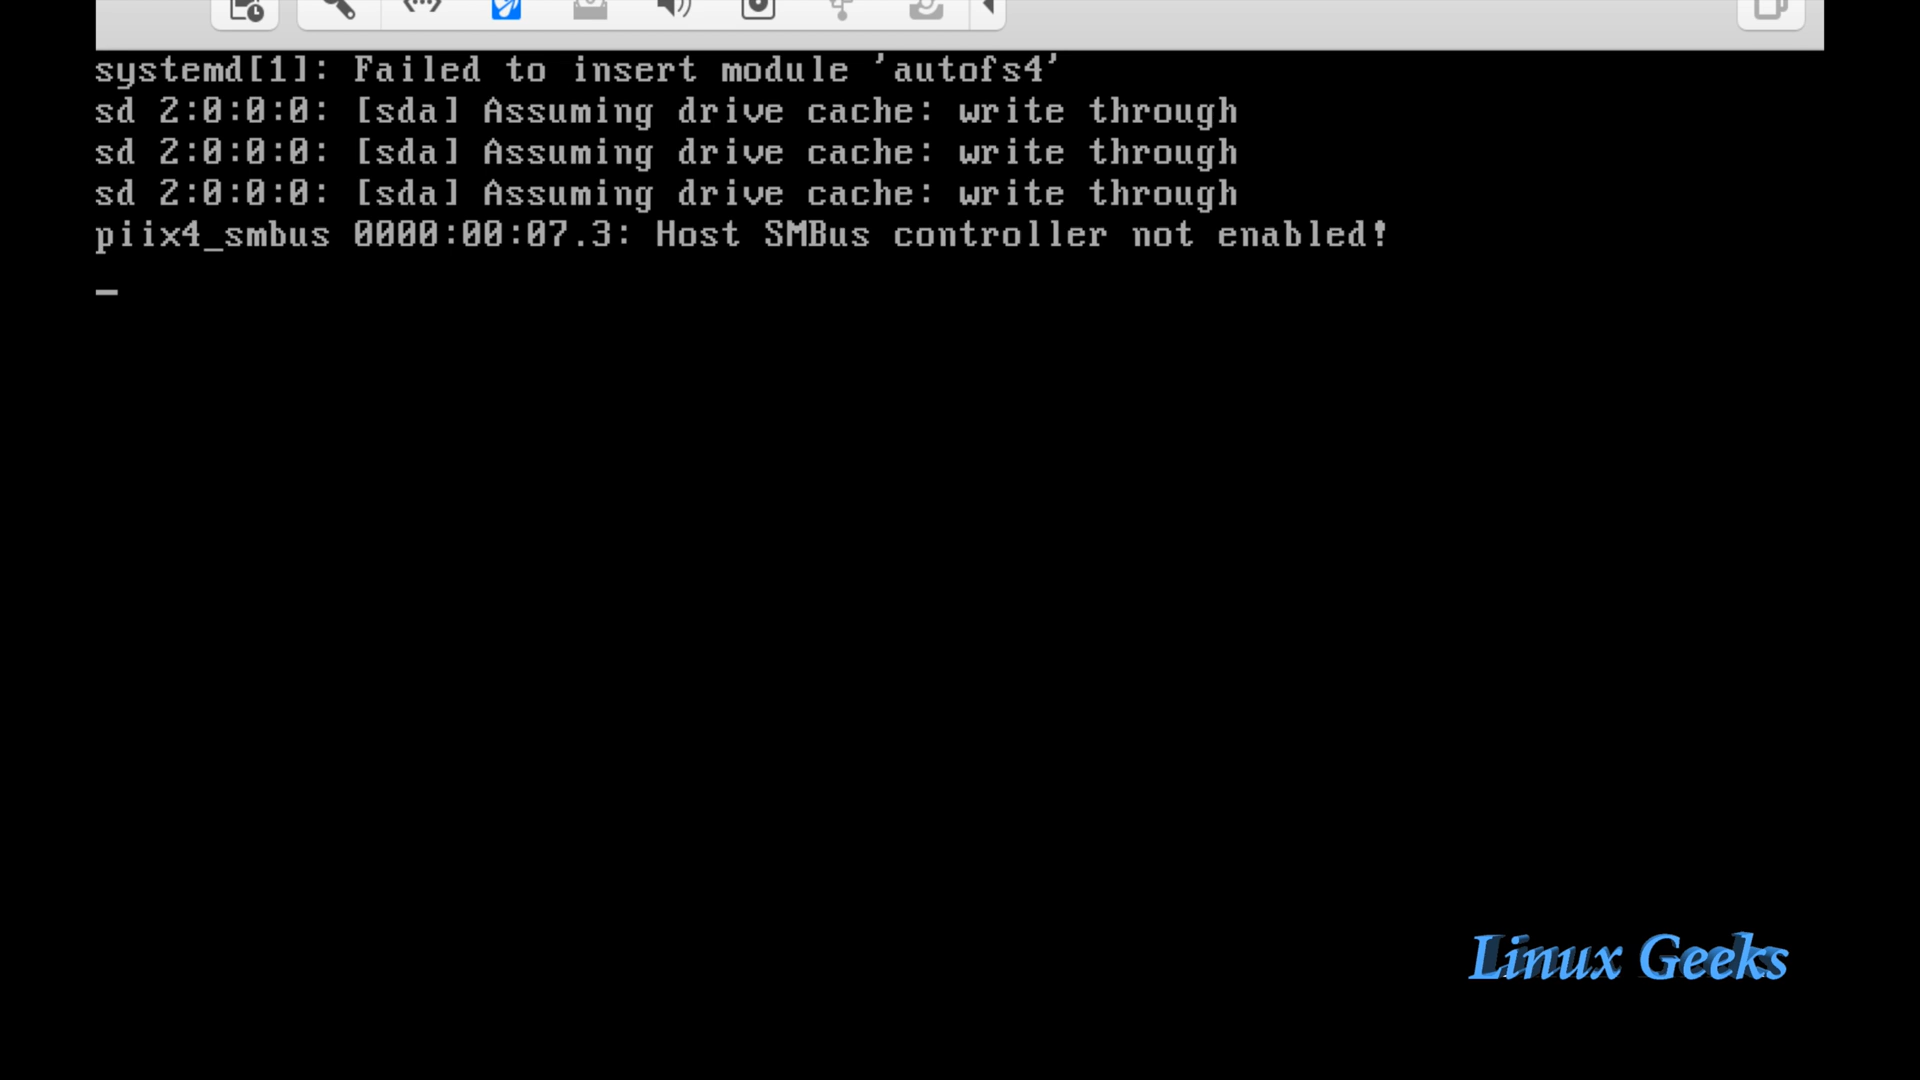 systemd[1]: Failed to insert module 'autofs4'
sd 2:0:0:0: [sda] Assuming drive cache: write through
sd 2:0:0:0: [sda] Assuming drive cache: write through
sd 2:0:0:0: [sda] Assuming drive cache: write through
piix4_smbus 0000:00:07.3: Host SMBus controller not enabled!
Linux Geeks